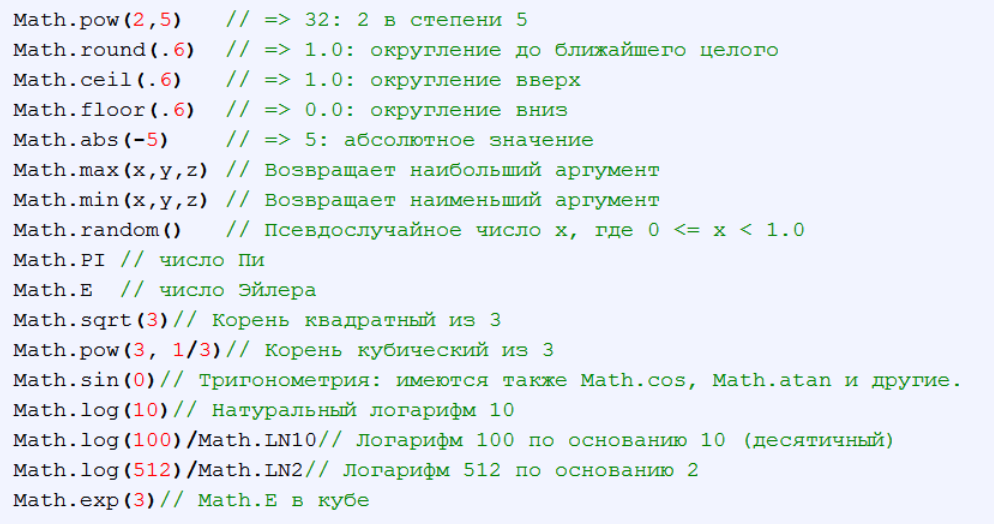 Math.pow(2,5)   // => 32: 2 в степени 5
Math.round(.6)  // => 1.0: округление до ближайшего целого
Math.ceil(.6)   // => 1.0: округление вверх
Math.floor(.6)  // => 0.0: округление вниз
Math.abs(-5)    // => 5: абсолютное значение
Math.max(x,y,z) // Возвращает наибольший аргумент
Math.min(x,y,z) // Возвращает наименьший аргумент
Math.random()   // Псевдослучайное число x, где 0 <= x < 1.0
Math.PI // число Пи
Math.E  // число Эйлера
Math.sqrt(3)// Корень квадратный из 3
Math.pow(3, 1/3)// Корень кубический из 3
Math.sin(0)// Тригонометрия: имеются также Math.cos, Math.atan и другие.
Math.log(10)// Натуральный логарифм 10
Math.log(100)/Math.LN10// Логарифм 100 по основанию 10 (десятичный)
Math.log(512)/Math.LN2// Логарифм 512 по основанию 2
Math.exp(3)// Math.E в кубе